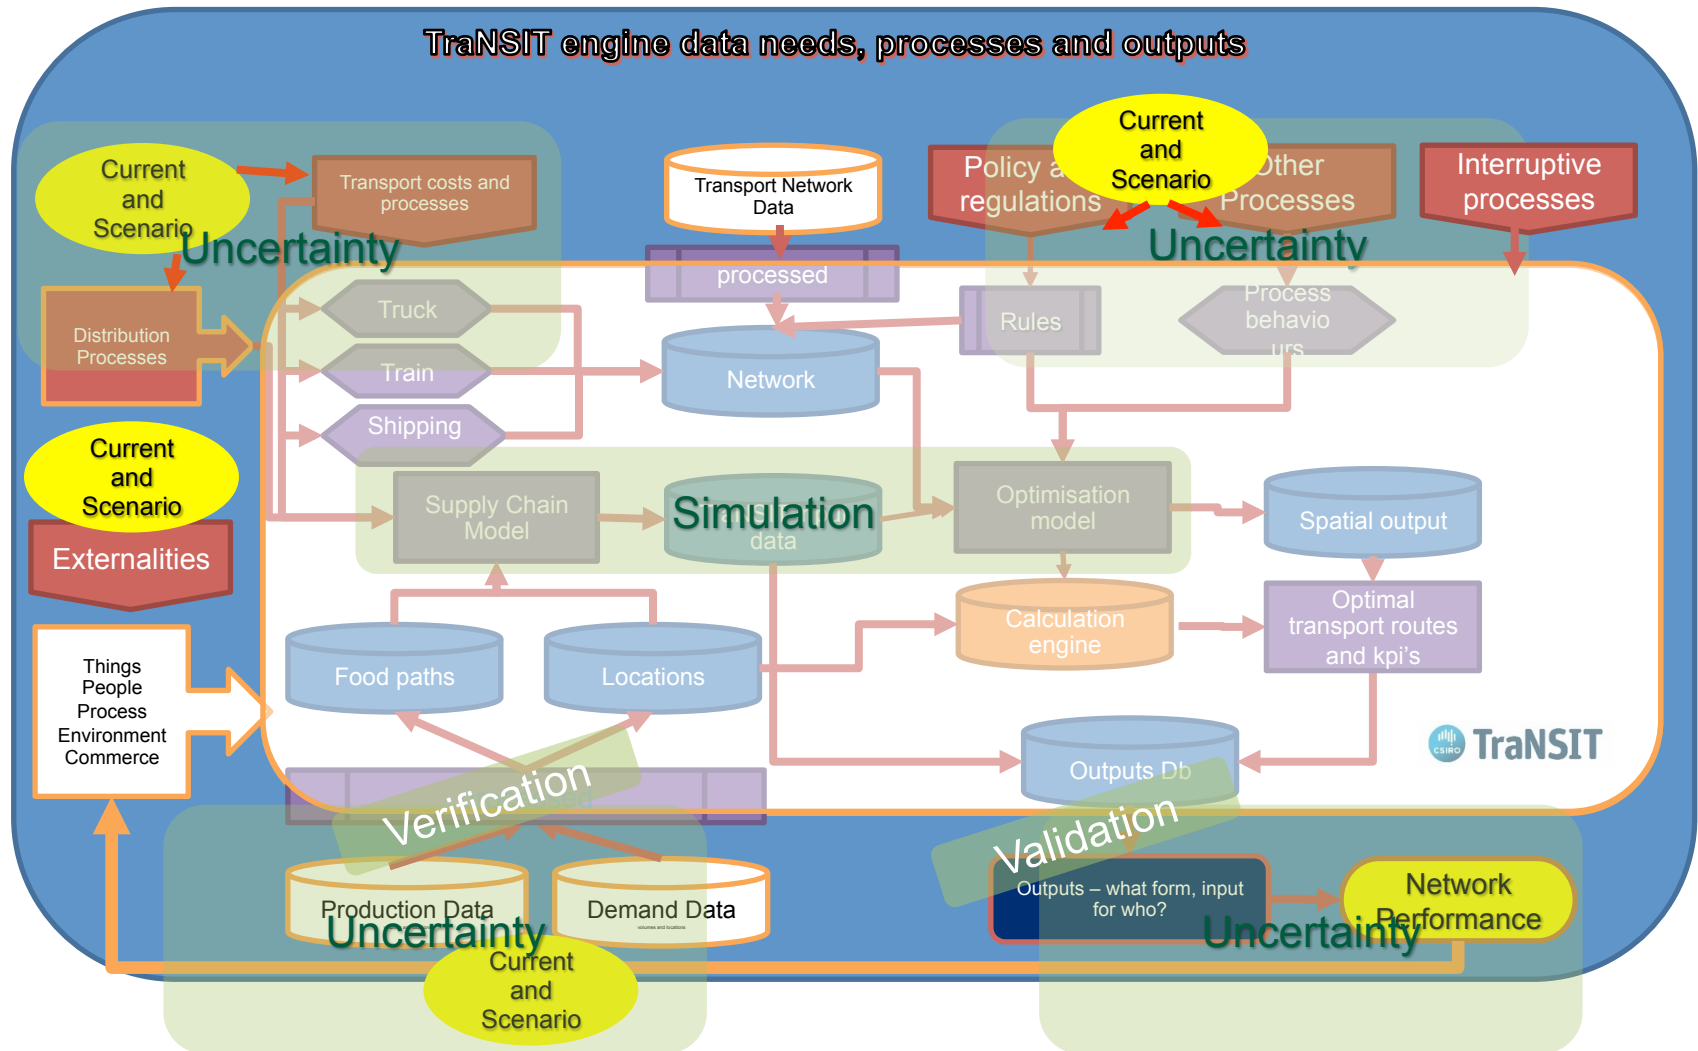 TraNSIT engine data needs, processes and outputs
Current
and
Scenario
Transport costs and
processes
Uncertainty
Distribution
Processes
Transport Network
Data
processed
Policy
regulations
Current
and
Scenario
Other
Processes
Uncertainty
Interruptive
processes
Truck
Train
Shipping
Network
Rules
Process
behavio
urs
Current
and
Scenario
Externalities
Supply Chain
Model
Simulation
data
Optimisation
model
Spatial output
Things
People
Process
Environment
Commerce
Food paths
Locations
Calculation
engine
Optimal
transport routes
and kpi's
Outputs Db
CSIRO
TraNSIT
Verification
Validation
Production Data
Demand Data
volumes and locations
Uncertainty
Current
and
Scenario
Outputs – what form, input
for who?
Network
Performance
Uncertainty